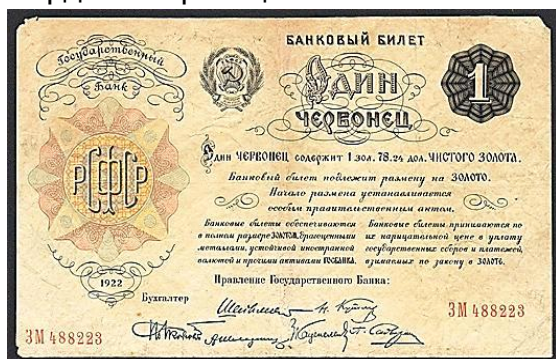 Государственный
Банк
РСФСР
1922
БАНКОВЫЙ БИЛЕТ
ОДИН
ЧЕРВОНЕЦ
1
Один ЧЕРВОНЕЦ содержит 1 зол. 78.24 дол. ЧИСТОГО ЗОЛОТА.
Банковый билет подлежит размену на ЗОЛОТО.
Начало размена устанавливается
особым правительственным актом.
Банковые билеты обеспечиваются
в полном размере ЗОЛОТОМ, драгоценными
металлами, устойчивой иностранной
валютой и прочими активами ГОСБАНКА.
Банковые билеты принимаются по
их нарицательной цене в уплату
государственных сборов и платежей,
взимаемых по закону в ЗОЛОТЕ.
Правление Государственного Банка:
Бухгалтер
ЗМ 488223
ЗМ 488223